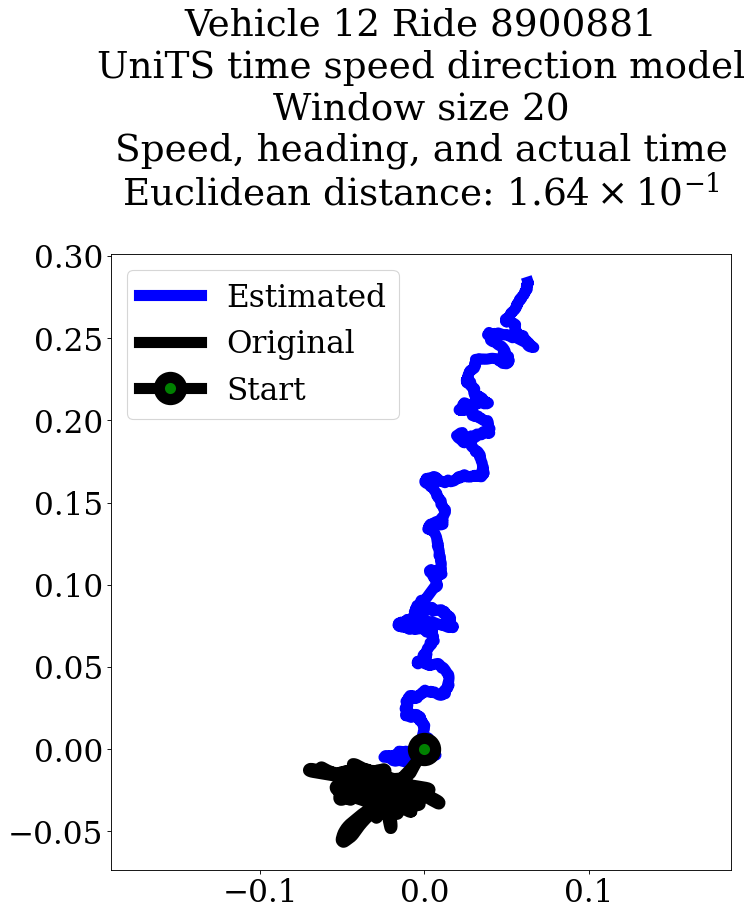 Vehicle 12 Ride 8900881
UniTS time speed direction model
Window size 20
Speed, heading, and actual time
Euclidean distance: 1.64 × 10⁻¹
0.30
Estimated
0.25
Original
Start
0.20
0.15
0.10
0.05
0.00
−0.05
−0.1 0.0 0.1